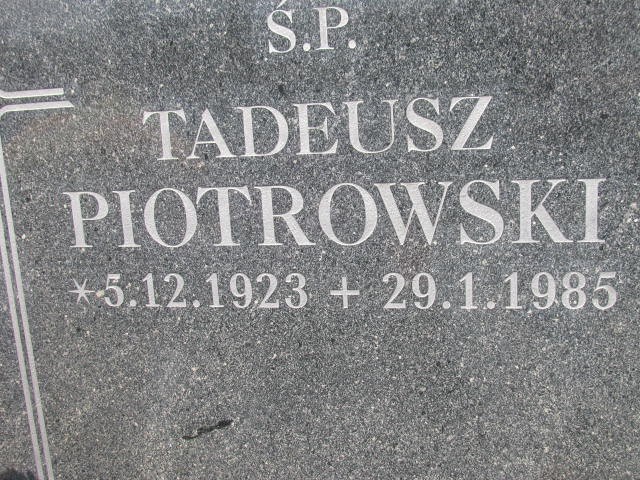 Ś.P.
TADEUSZ
PIOTROWSKI
*5.12.1923 + 29.1.1985